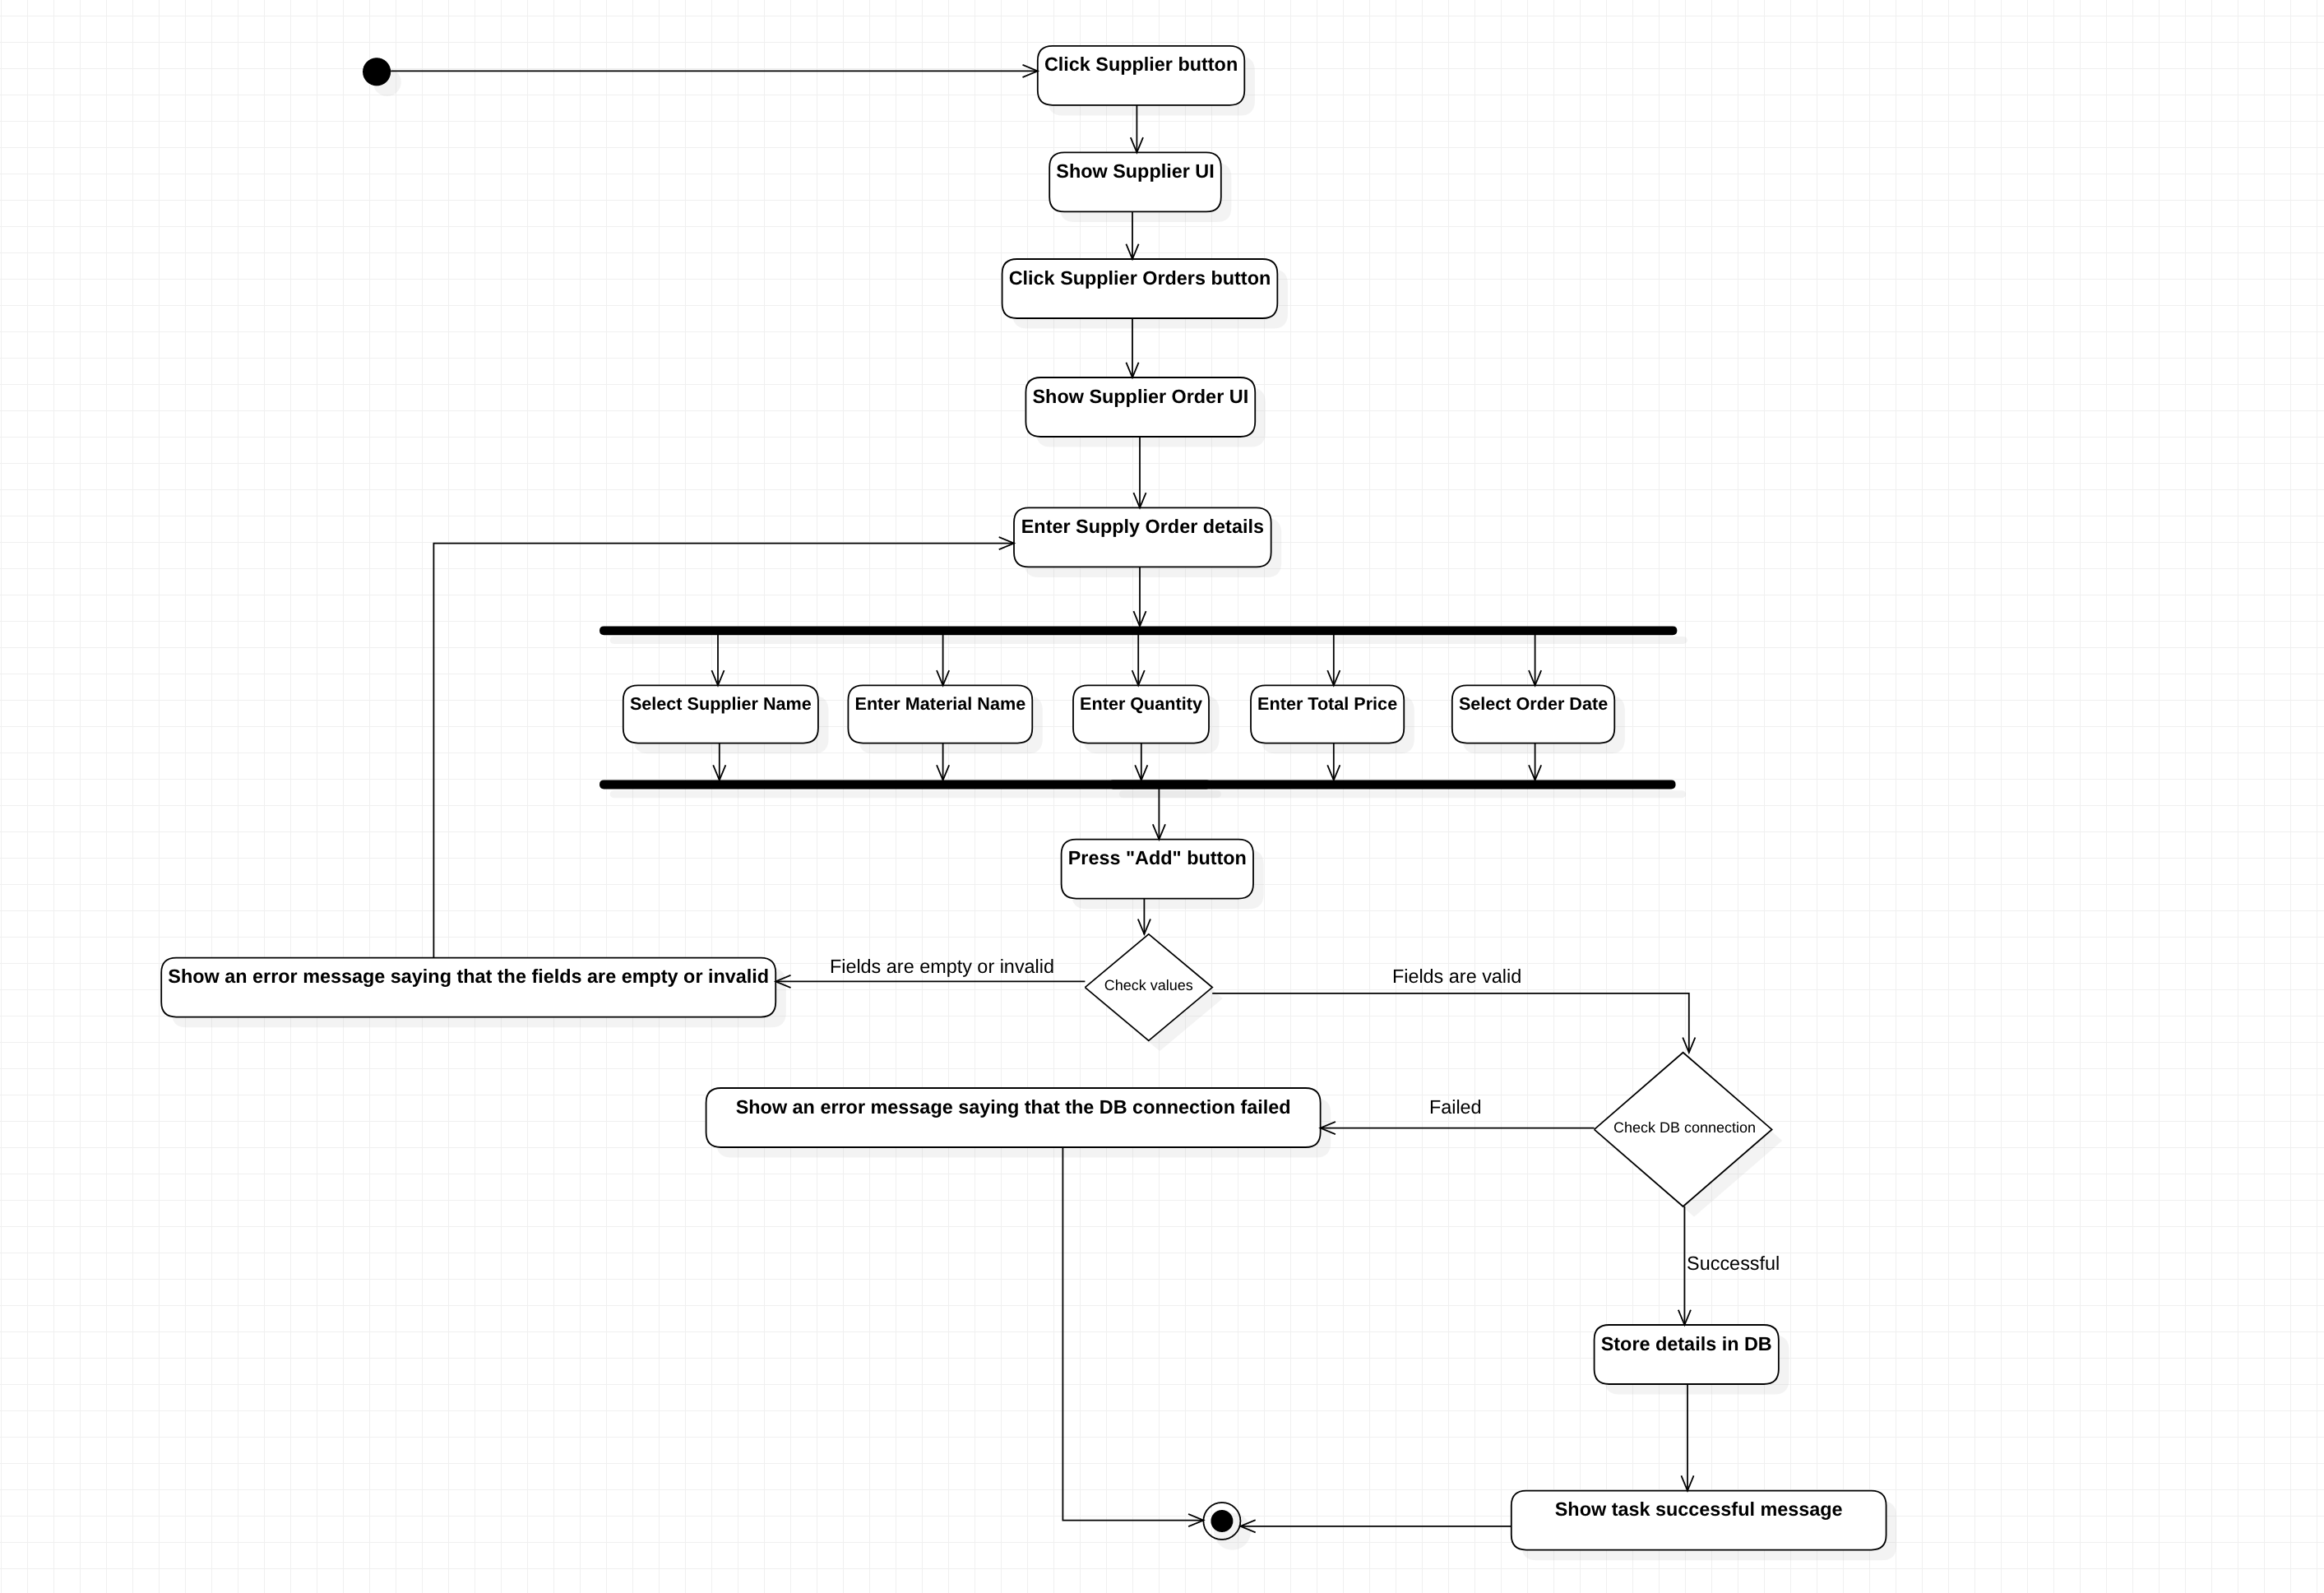 Click Supplier button
Show Supplier UI
Click Supplier Orders button
Show Supplier Order UI
Enter Supply Order details
Select Supplier Name
Enter Material Name
Enter Quantity
Enter Total Price
Select Order Date
Press "Add" button
Show an error message saying that the fields are empty or invalid
Fields are empty or invalid
Check values
Fields are valid
Show an error message saying that the DB connection failed
Failed
Check DB connection
Successful
Store details in DB
Show task successful message